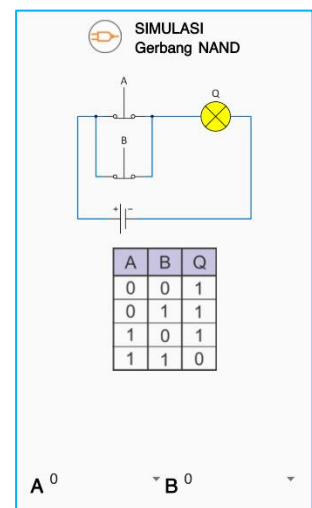 SIMULASI
Gerbang NAND
A
Q
B
+ −
A B Q
0 0 1
0 1 1
1 0 1
1 1 0
A 0 B 0